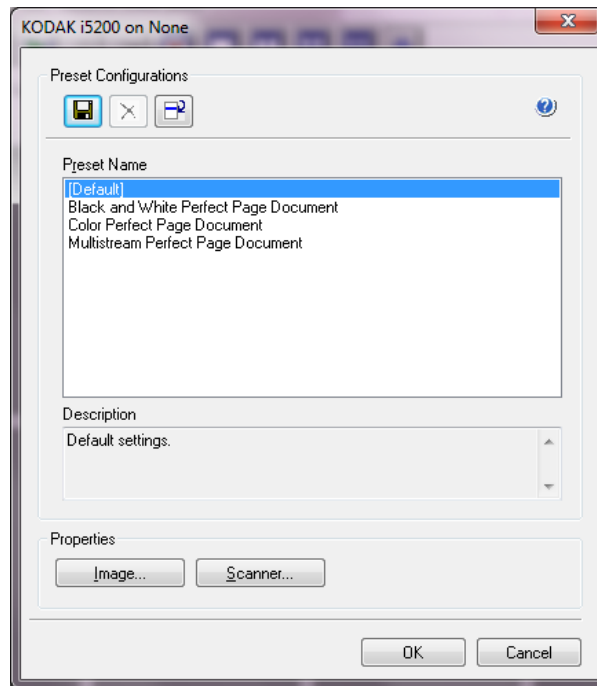 KODAK i5200 on None
Preset Configurations
Preset Name
[Default]
Black and White Perfect Page Document
Color Perfect Page Document
Multistream Perfect Page Document
Description
Default settings.
Properties
Image... Scanner...
OK Cancel